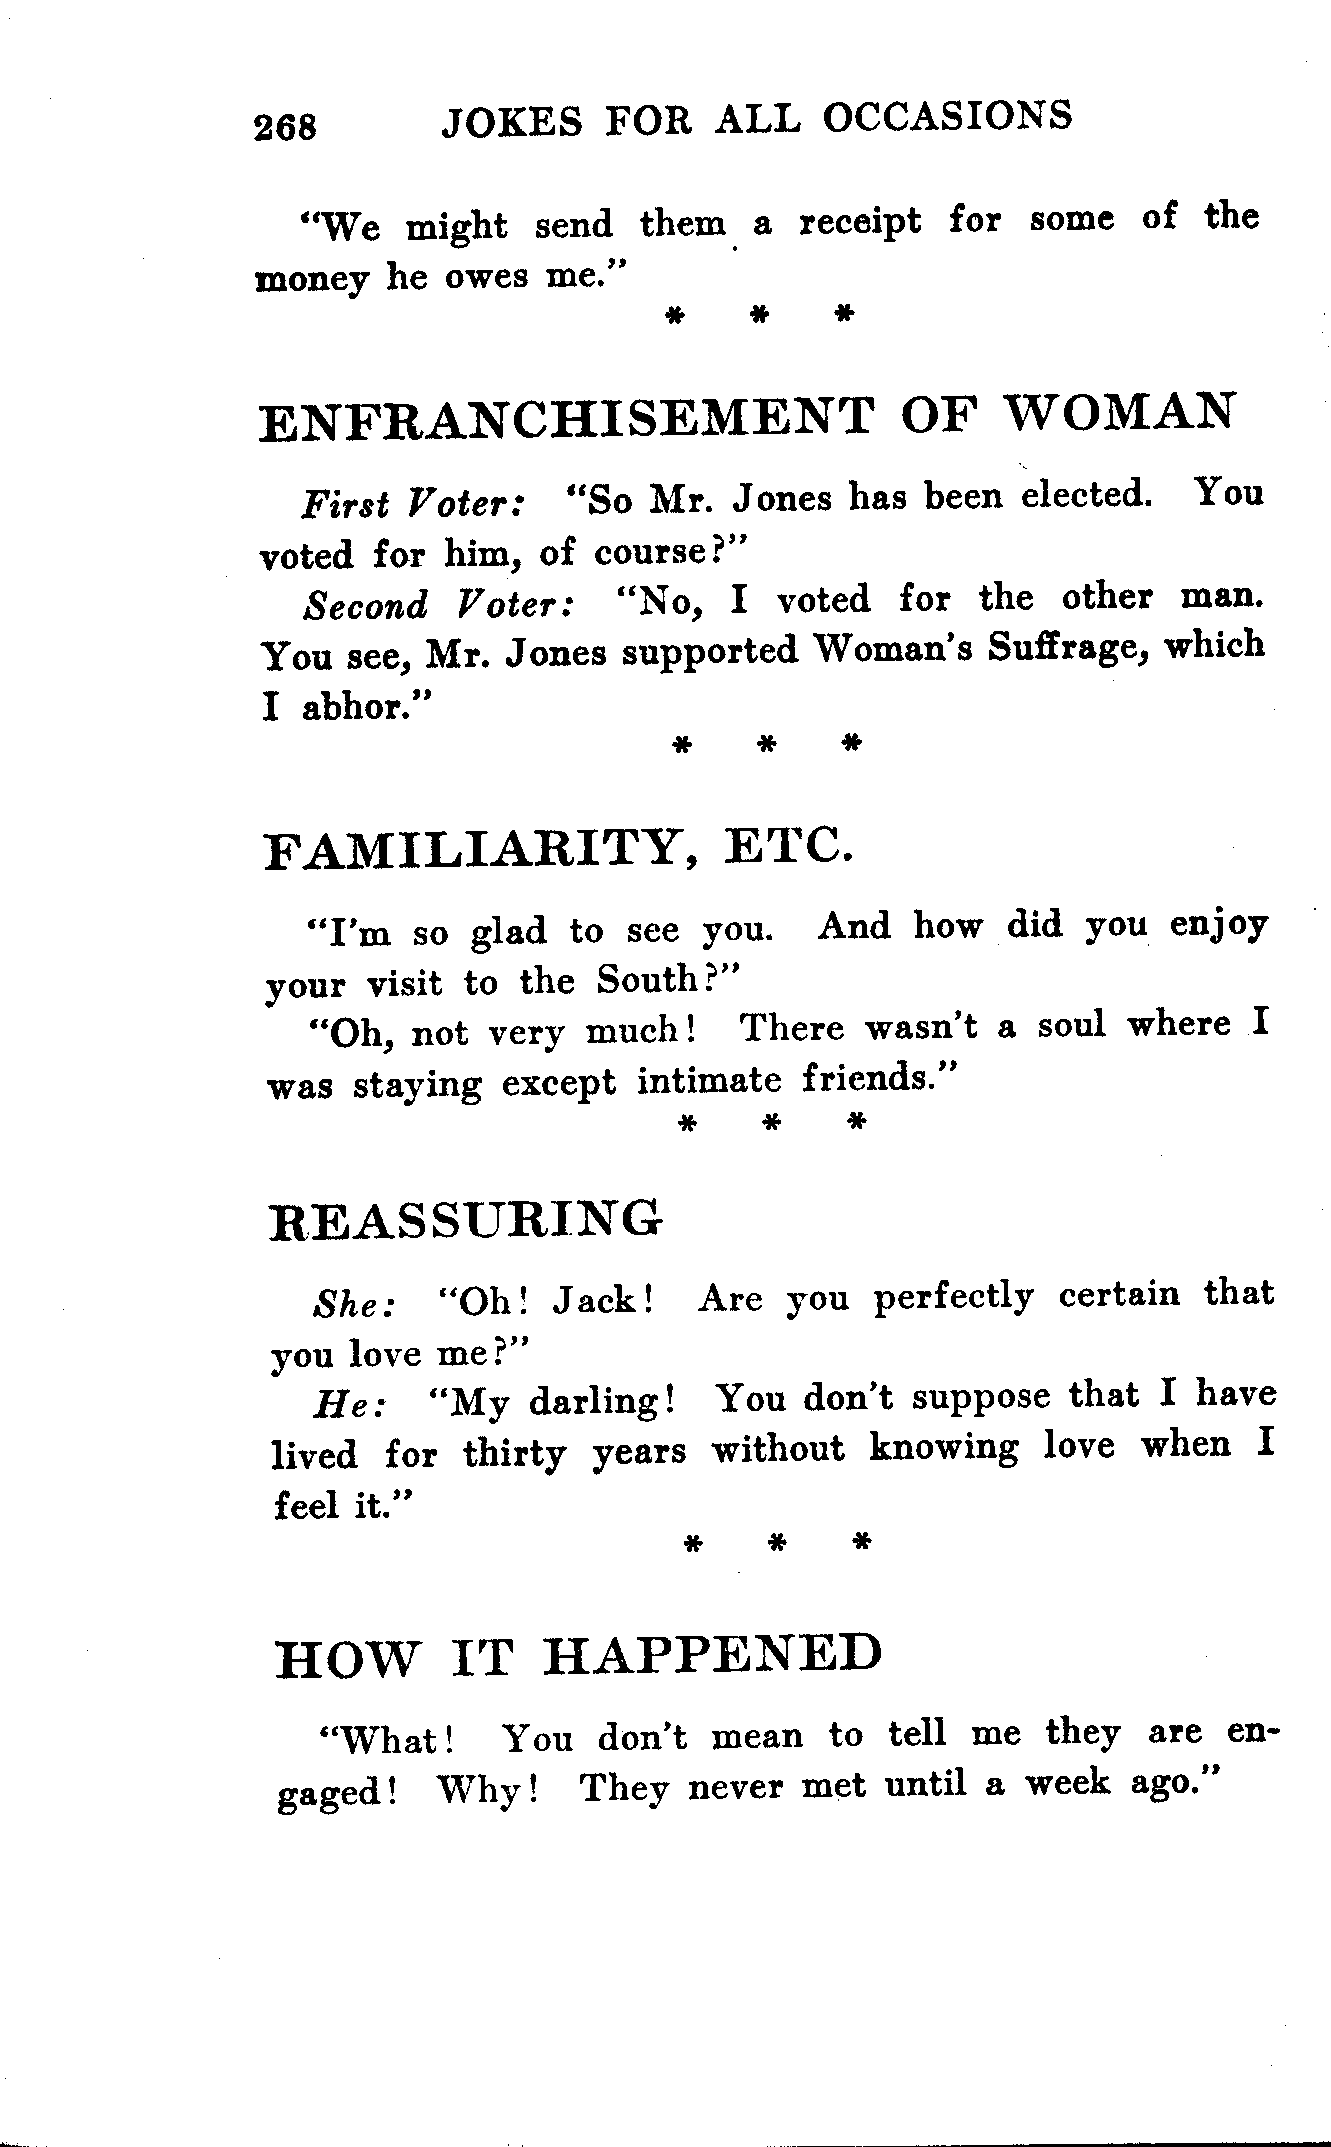 268 JOKES FOR ALL OCCASIONS
"We might send them a receipt for some of the
money he owes me."
* * *
ENFRANCHISEMENT OF WOMAN
First Voter: "So Mr. Jones has been elected. You
voted for him, of course?"
Second Voter: "No, I voted for the other man.
You see, Mr. Jones supported Woman's Suffrage, which
I abhor."
* * *
FAMILIARITY, ETC.
"I'm so glad to see you. And how did you enjoy
your visit to the South?"
"Oh, not very much! There wasn't a soul where I
was staying except intimate friends."
* * *
REASSURING
She: "Oh! Jack! Are you perfectly certain that
you love me?"
He: "My darling! You don't suppose that I have
lived for thirty years without knowing love when I
feel it."
* * *
HOW IT HAPPENED
"What! You don't mean to tell me they are en-
gaged! Why! They never met until a week ago."